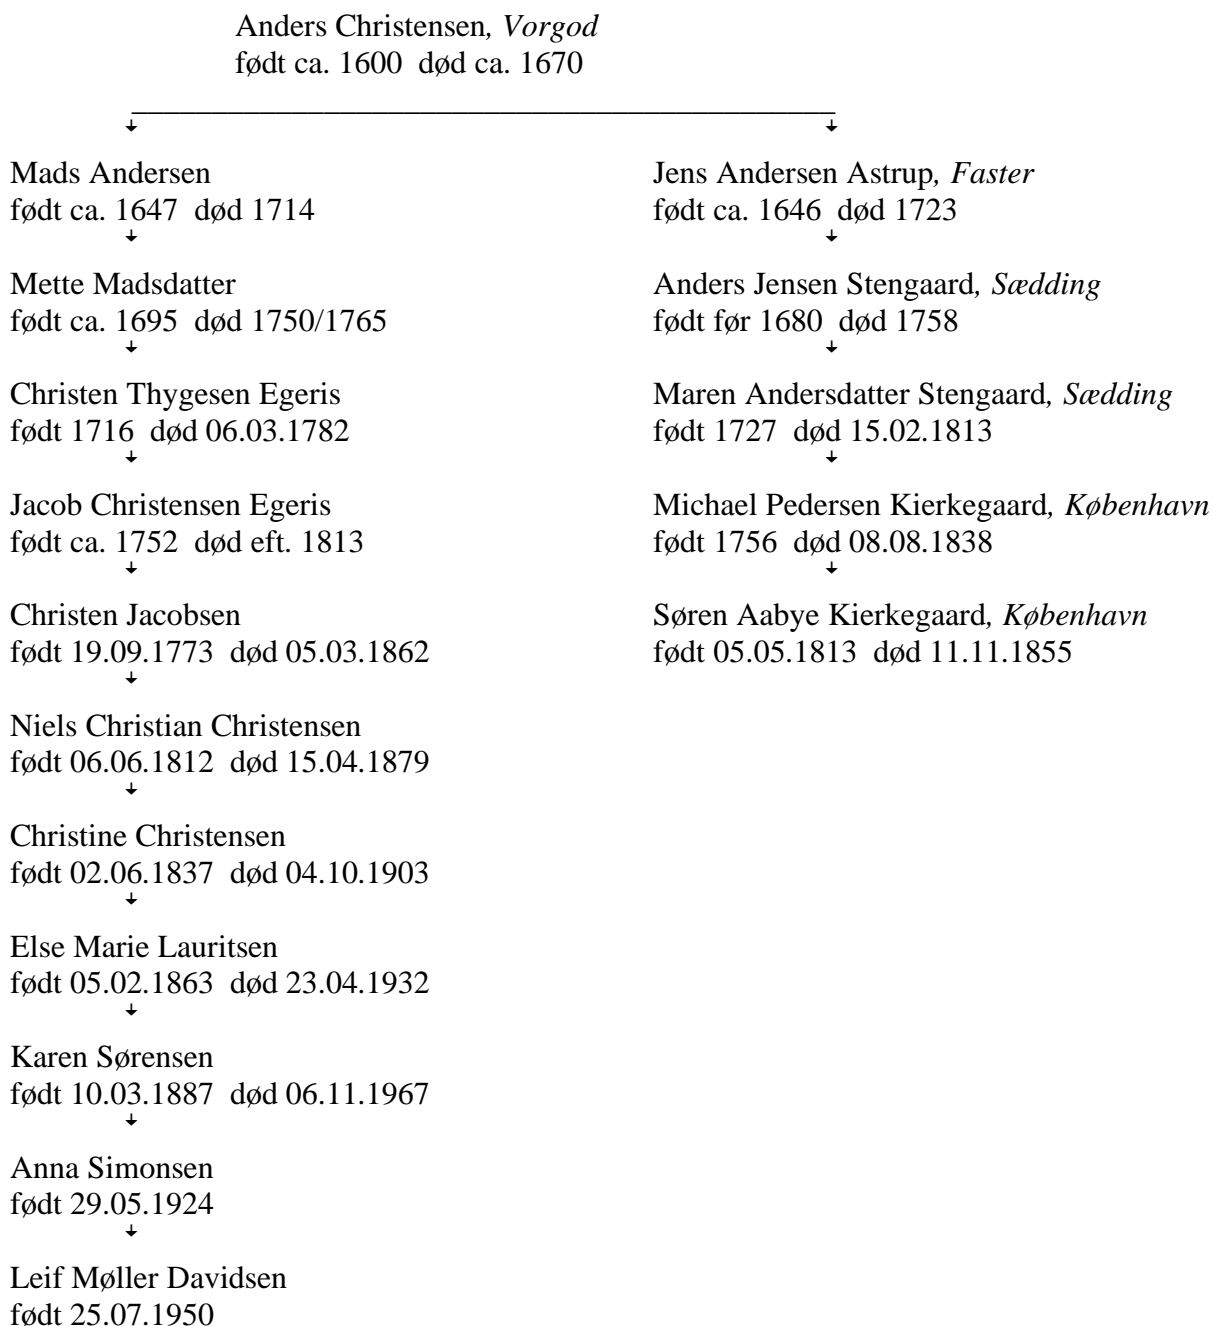 Anders Christensen, Vorgod
født ca. 1600  død ca. 1670
Mads Andersen
født ca. 1647  død 1714
Jens Andersen Astrup, Faster
født ca. 1646  død 1723
Mette Madsdatter
født ca. 1695  død 1750/1765
Anders Jensen Stengaard, Sædding
født før 1680  død 1758
Christen Thygesen Egeris
født 1716  død 06.03.1782
Maren Andersdatter Stengaard, Sædding
født 1727  død 15.02.1813
Jacob Christensen Egeris
født ca. 1752  død eft. 1813
Michael Pedersen Kierkegaard, København
født 1756  død 08.08.1838
Christen Jacobsen
født 19.09.1773  død 05.03.1862
Søren Aabye Kierkegaard, København
født 05.05.1813  død 11.11.1855
Niels Christian Christensen
født 06.06.1812  død 15.04.1879
Christine Christensen
født 02.06.1837  død 04.10.1903
Else Marie Lauritsen
født 05.02.1863  død 23.04.1932
Karen Sørensen
født 10.03.1887  død 06.11.1967
Anna Simonsen
født 29.05.1924
Leif Møller Davidsen
født 25.07.1950